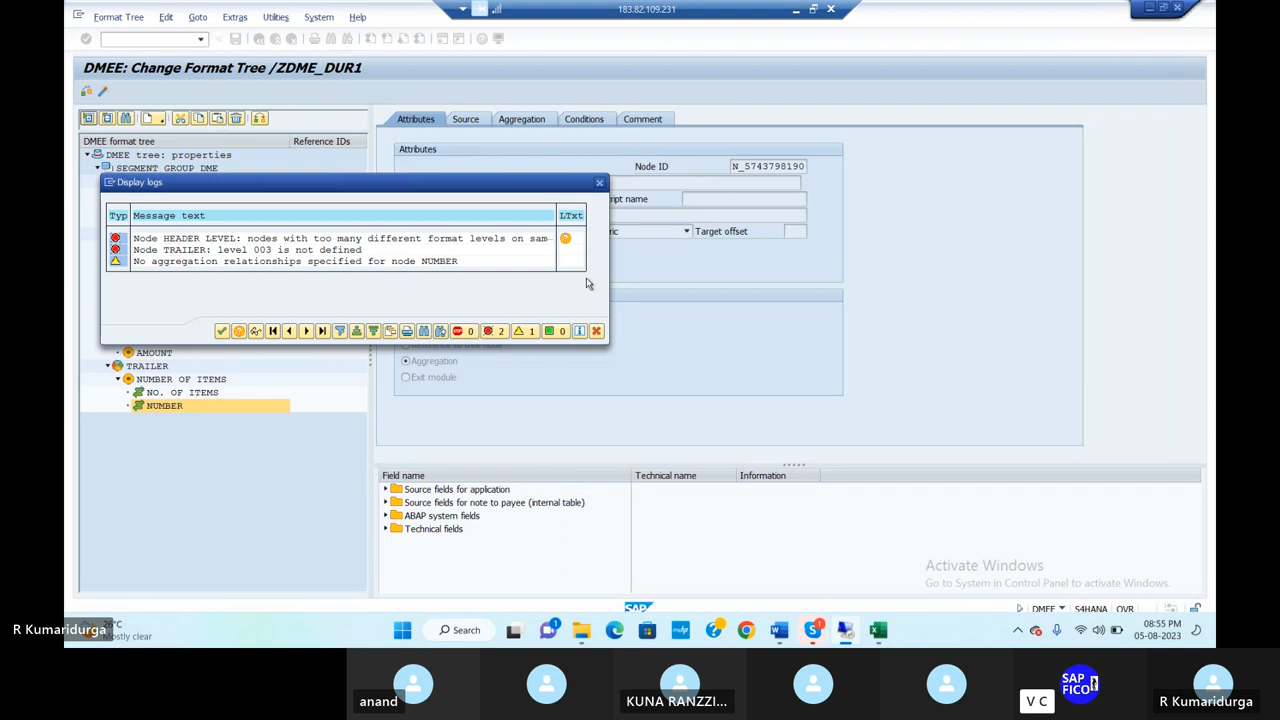 Format Tree Edit Goto Extras Utilities System Help
183.82.109.231
DMEE: Change Format Tree /ZDME_DUR1
DMEE format tree Reference IDs
DMEE tree: properties
SEGMENT GROUP DME
Attributes Source Aggregation Conditions Comment
Attributes
Node ID N_5743798190
Target offset
Display logs
Typ Message text LTxt
Node HEADER LEVEL: nodes with too many different format levels on sam
Node TRAILER: level 003 is not defined
No aggregation relationships specified for node NUMBER
0 2 1 0
AMOUNT
TRAILER
NUMBER OF ITEMS
NO. OF ITEMS
NUMBER
Aggregation
Exit module
Field name Technical name Information
Source fields for application
Source fields for note to payee (internal table)
ABAP system fields
Technical fields
Activate Windows
Go to System in Control Panel to activate Windows.
SAP
DMEE S4HANA OVR
26°C
Mostly clear
R Kumaridurga
Search
08:55 PM
05-08-2023
anand
KUNA RANZZI...
V C
SAP
FICO
R Kumaridurga